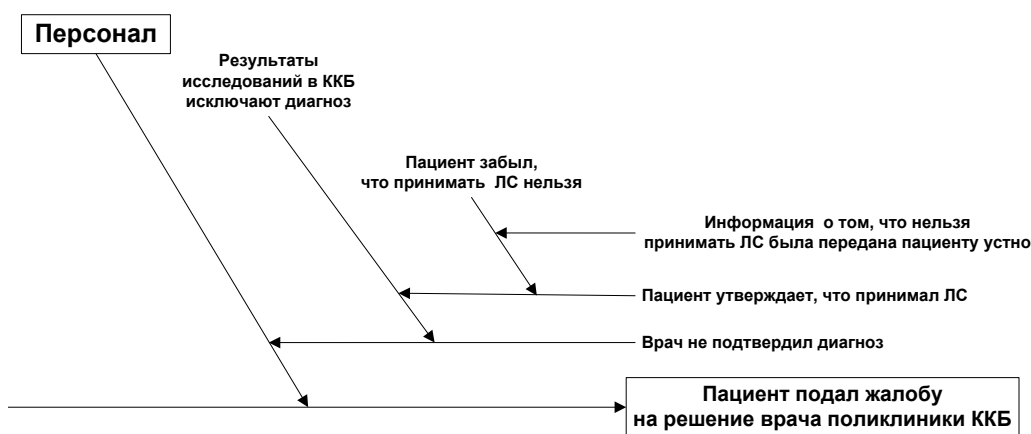 Персонал
Результаты
исследований в ККБ
исключают диагноз
Пациент забыл,
что принимать ЛС нельзя
Информация о том, что нельзя
принимать ЛС была передана пациенту устно
Пациент утверждает, что принимал ЛС
Врач не подтвердил диагноз
Пациент подал жалобу
на решение врача поликлиники ККБ